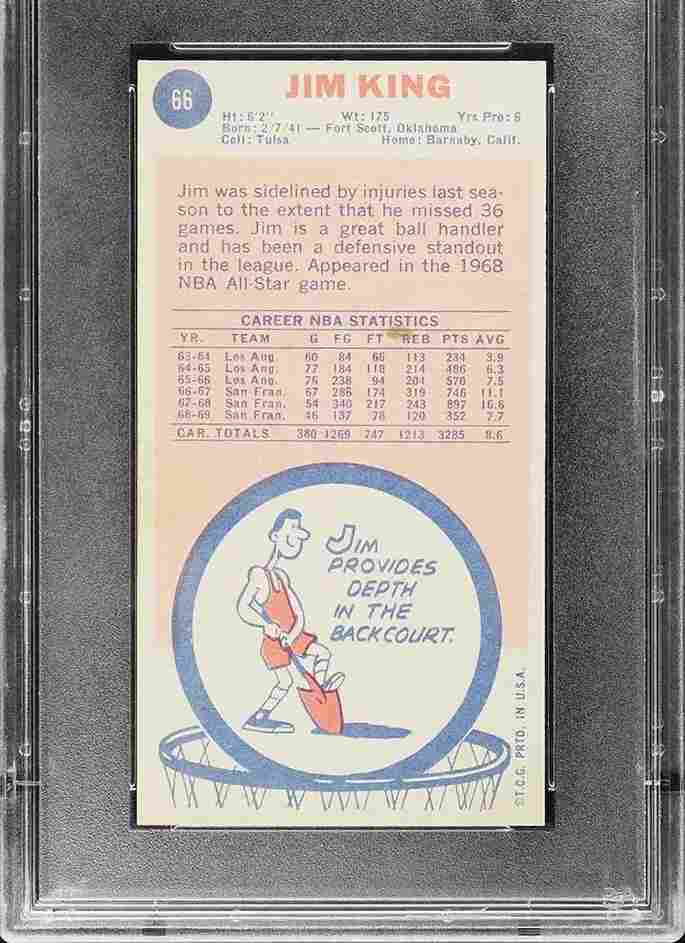 66
JIM KING
Ht: 6'2" Wt: 175 Yrs Pro: 6
Born: 2/7/41 — Fort Scott, Oklahoma
Coll: Tulsa Home: Barnaby, Calif.
Jim was sidelined by injuries last sea-
son to the extent that he missed 36
games. Jim is a great ball handler
and has been a defensive standout
in the league. Appeared in the 1968
NBA All-Star game.
CAREER NBA STATISTICS
YR. TEAM G FG FT REB PTS AVG
63-64 Los Ang. 60 84 66 113 234 3.9
64-65 Los Ang. 77 184 118 214 486 6.3
65-66 Los Ang. 76 238 94 204 570 7.5
66-67 San Fran. 67 286 174 319 746 11.1
67-68 San Fran. 54 340 217 243 897 16.6
68-69 San Fran. 46 137 78 120 352 7.7
CAR. TOTALS 380 1269 747 1213 3285 8.6
JIM
PROVIDES
DEPTH
IN THE
BACKCOURT.
©T.C.G. PRTD. IN U.S.A.